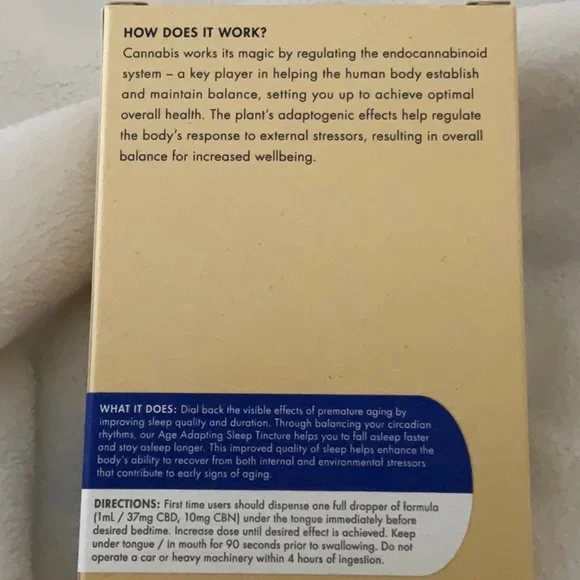 HOW DOES IT WORK?
Cannabis works its magic by regulating the endocannabinoid
system – a key player in helping the human body establish
and maintain balance, setting you up to achieve optimal
overall health. The plant's adaptogenic effects help regulate
the body's response to external stressors, resulting in overall
balance for increased wellbeing.
WHAT IT DOES: Dial back the visible effects of premature aging by
improving sleep quality and duration. Through balancing your circadian
rhythms, our Age Adapting Sleep Tincture helps you to fall asleep faster
and stay asleep longer. This improved quality of sleep helps enhance the
body's ability to recover from both internal and environmental stressors
that contribute to early signs of aging.
DIRECTIONS: First time users should dispense one full dropper of formula
(1mL / 37mg CBD, 10mg CBN) under the tongue immediately before
desired bedtime. Increase dose until desired effect is achieved. Keep
under tongue / in mouth for 90 seconds prior to swallowing. Do not
operate a car or heavy machinery within 4 hours of ingestion.